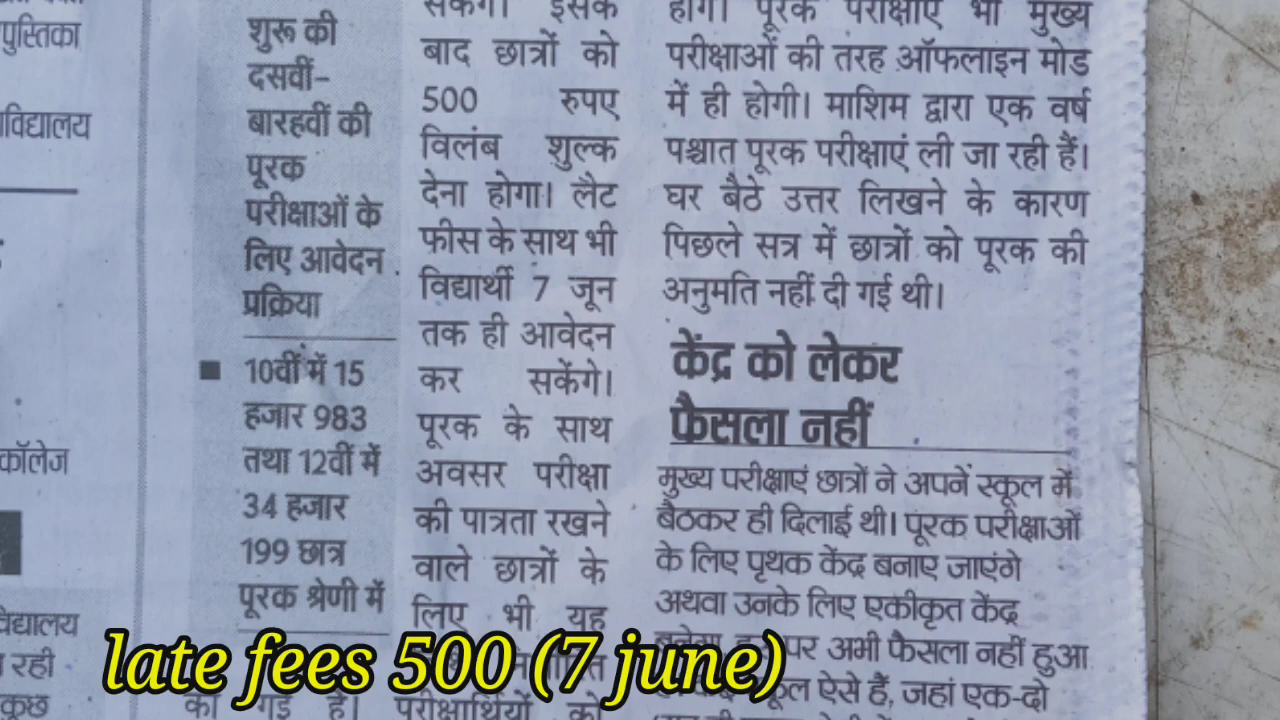 पुस्तिका
विद्यालय
कॉलेज
रही
कुछ
शुरू की
दसवीं-
बारहवीं की
पूरक
परीक्षाओं के
लिए आवेदन
प्रक्रिया
10वीं में 15
हजार 983
तथा 12वीं में
34 हजार
199 छात्र
पूरक श्रेणी में
की गई है।
सकेंगे। इसके
बाद छात्रों को
500 रुपए
विलंब शुल्क
देना होगा। लैट
फीस के साथ भी
विद्यार्थी 7 जून
तक ही आवेदन
कर सकेंगे।
पूरक के साथ
अवसर परीक्षा
की पात्रता रखने
वाले छात्रों के
लिए भी यह
परीक्षार्थियों को
होंगी। पूरक परीक्षाएं भी मुख्य
परीक्षाओं की तरह ऑफलाइन मोड
में ही होगी। माशिम द्वारा एक वर्ष
पश्चात पूरक परीक्षाएं ली जा रही हैं।
घर बैठे उत्तर लिखने के कारण
पिछले सत्र में छात्रों को पूरक की
अनुमति नहीं दी गई थी।
केंद्र को लेकर
फैसला नहीं
मुख्य परीक्षाएं छात्रों ने अपनें स्कूल में
बैठकर ही दिलाई थी। पूरक परीक्षाओं
के लिए पृथक केंद्र बनाए जाएंगे
अथवा उनके लिए एकीकृत केंद्र
पर अभी फैसला नहीं हुआ
ऐसे हैं, जहां एक-दो
late fees 500 (7 june)